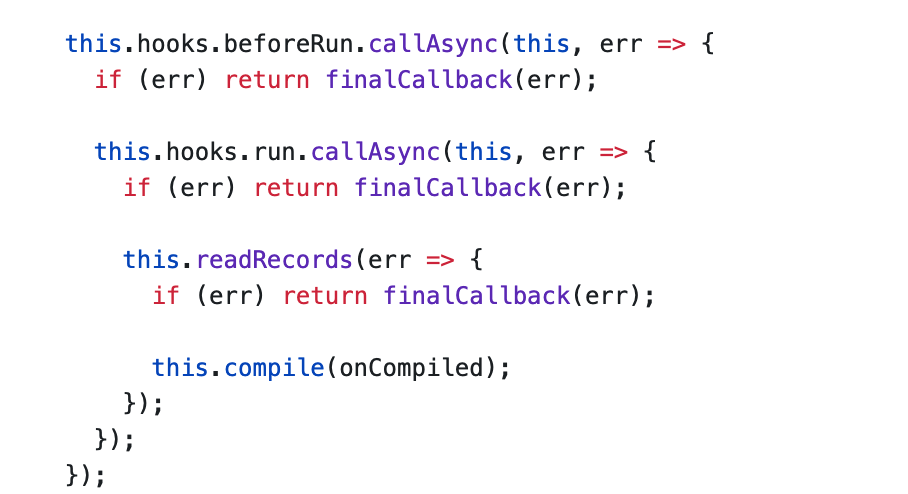 this.hooks.beforeRun.callAsync(this, err => {
  if (err) return finalCallback(err);

  this.hooks.run.callAsync(this, err => {
    if (err) return finalCallback(err);

    this.readRecords(err => {
      if (err) return finalCallback(err);

      this.compile(onCompiled);
    });
  });
});